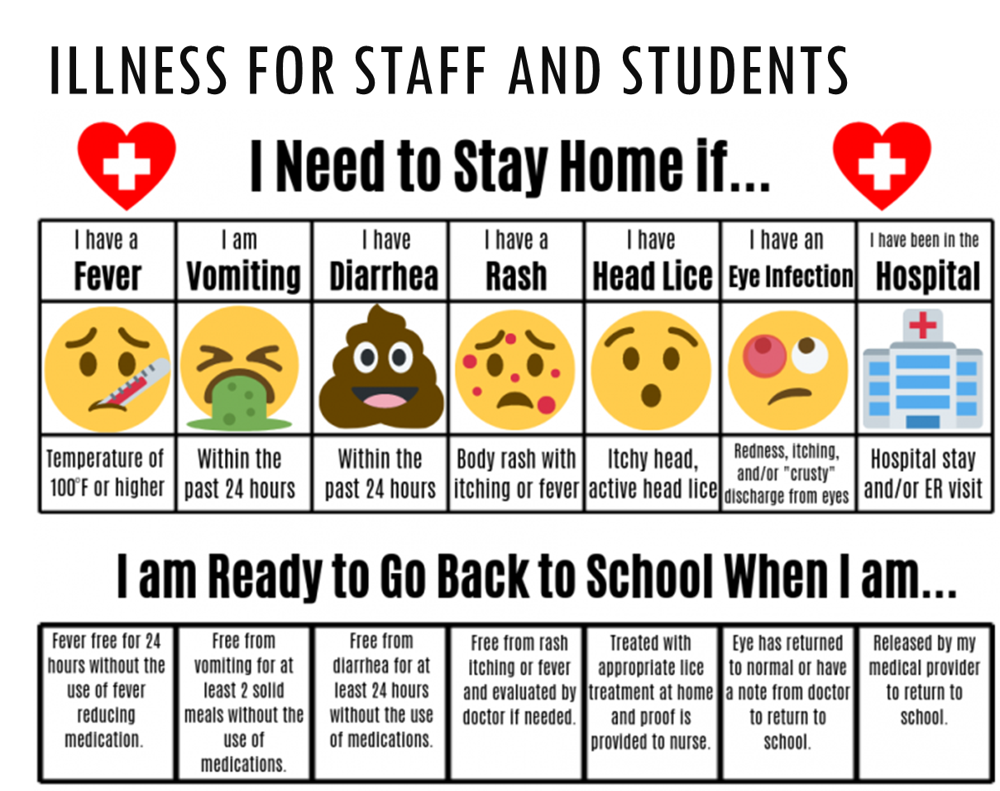 ILLNESS FOR STAFF AND STUDENTS
I Need to Stay Home if...
I have a
Fever
I am
Vomiting
I have
Diarrhea
I have a
Rash
I have
Head Lice
I have an
Eye Infection
I have been in the
Hospital
Temperature of
100°F or higher
Within the
past 24 hours
Within the
past 24 hours
Body rash with
itching or fever
Itchy head,
active head lice
Redness, itching,
and/or "crusty"
discharge from eyes
Hospital stay
and/or ER visit
I am Ready to Go Back to School When I am...
Fever free for 24
hours without the
use of fever
reducing
medication.
Free from
vomiting for at
least 2 solid
meals without the
use of
medications.
Free from
diarrhea for at
least 24 hours
without the use
of medications.
Free from rash
itching or fever
and evaluated by
doctor if needed.
Treated with
appropriate lice
treatment at home
and proof is
provided to nurse.
Eye has returned
to normal or have
a note from doctor
to return to
school.
Released by my
medical provider
to return to
school.